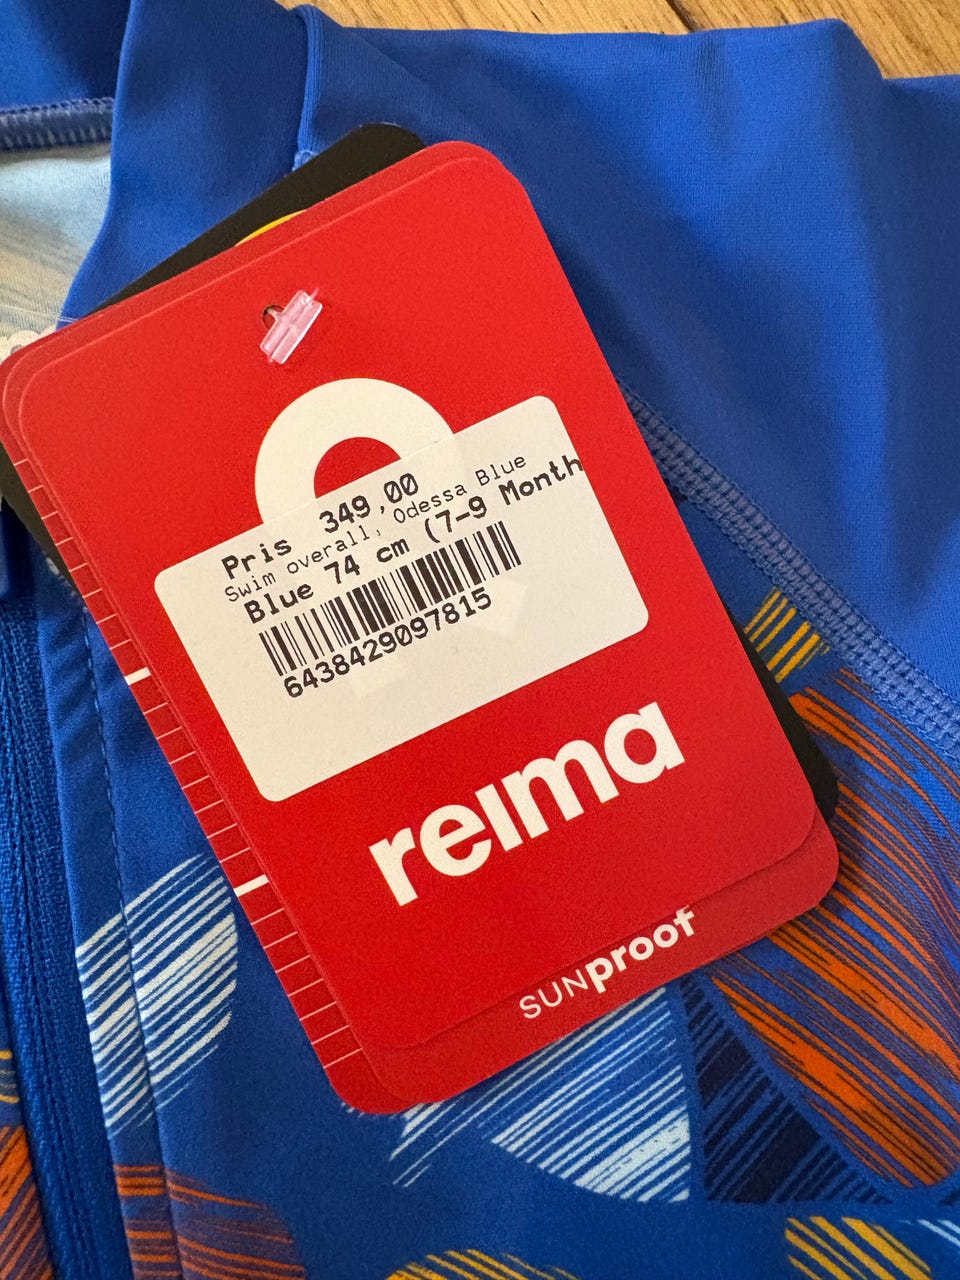 Pris 349,00
Swim overall, Odessa Blue
Blue 74 cm (7-9 Month
6438429097815
reima
SUNproof